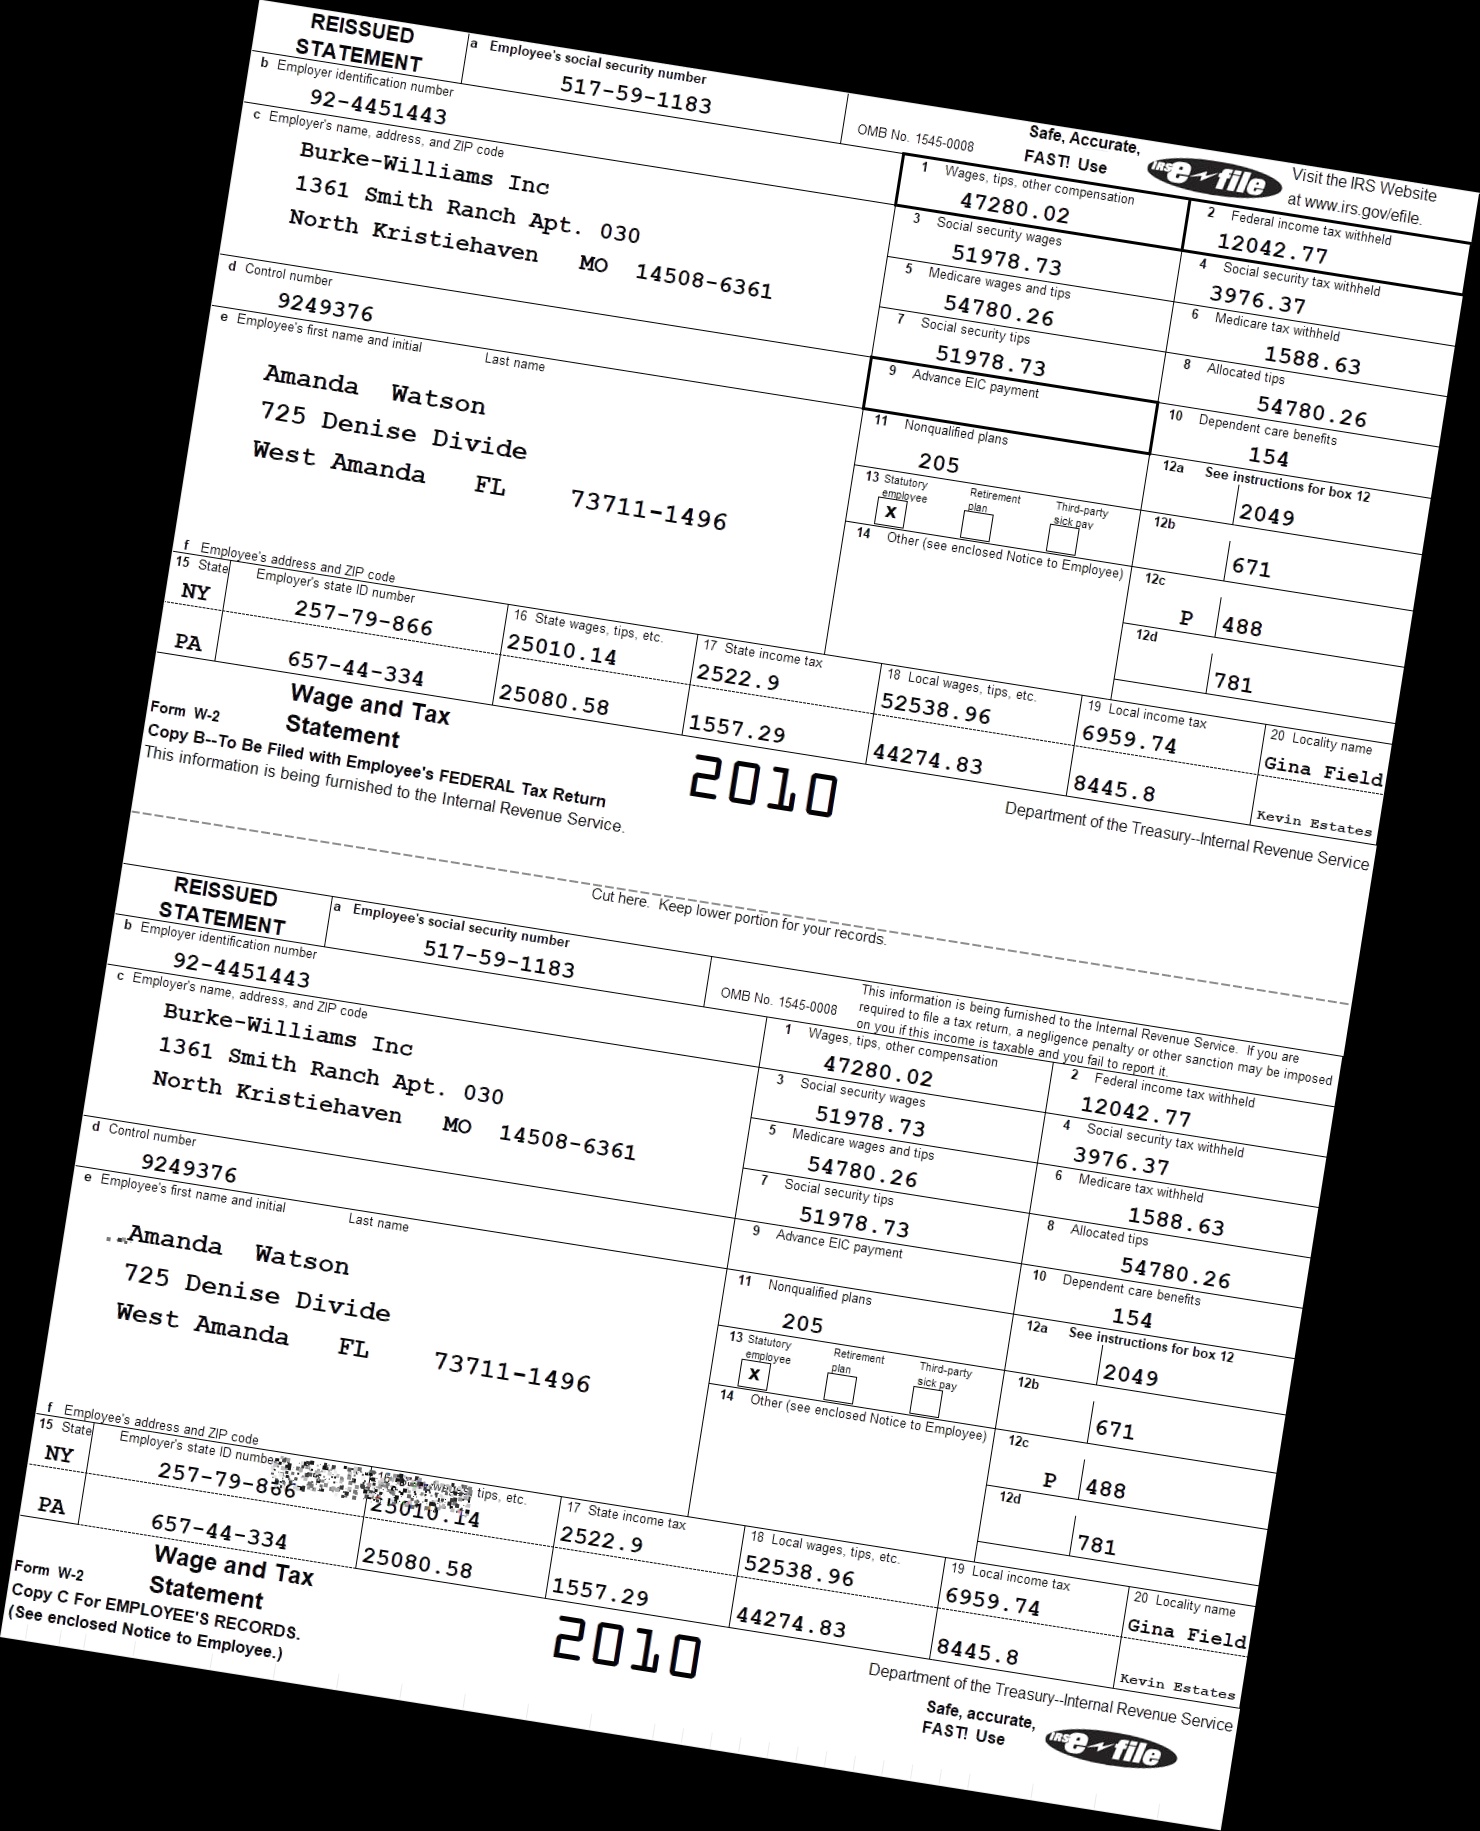 REISSUED
STATEMENT
a Employee's social security number
517-59-1183
OMB No. 1545-0008
Safe, Accurate,
FAST! Use
IRS e-file
Visit the IRS Website
at www.irs.gov/efile.
b Employer identification number
92-4451443
c Employer's name, address, and ZIP code
Burke-Williams Inc
1361 Smith Ranch Apt. 030
North Kristiehaven MO 14508-6361
1 Wages, tips, other compensation
47280.02
2 Federal income tax withheld
12042.77
3 Social security wages
51978.73
4 Social security tax withheld
3976.37
5 Medicare wages and tips
54780.26
6 Medicare tax withheld
1588.63
d Control number
9249376
7 Social security tips
51978.73
8 Allocated tips
54780.26
e Employee's first name and initial Last name
Amanda Watson
725 Denise Divide
West Amanda FL 73711-1496
9 Advance EIC payment
10 Dependent care benefits
154
11 Nonqualified plans
205
12a See instructions for box 12
2049
13 Statutory employee
x
Retirement plan
Third-party sick pay
12b
671
14 Other (see enclosed Notice to Employee)
12c
P 488
12d
781
f Employee's address and ZIP code
15 State Employer's state ID number
NY 257-79-866
PA 657-44-334
16 State wages, tips, etc.
25010.14
25080.58
17 State income tax
2522.9
1557.29
18 Local wages, tips, etc.
52538.96
44274.83
19 Local income tax
6959.74
8445.8
20 Locality name
Gina Field
Kevin Estates
Form W-2
Wage and Tax
Statement
2010
Department of the Treasury--Internal Revenue Service
Copy B--To Be Filed with Employee's FEDERAL Tax Return
This information is being furnished to the Internal Revenue Service.
Cut here. Keep lower portion for your records.
REISSUED
STATEMENT
a Employee's social security number
517-59-1183
OMB No. 1545-0008
This information is being furnished to the Internal Revenue Service. If you are
required to file a tax return, a negligence penalty or other sanction may be imposed
on you if this income is taxable and you fail to report it.
b Employer identification number
92-4451443
c Employer's name, address, and ZIP code
Burke-Williams Inc
1361 Smith Ranch Apt. 030
North Kristiehaven MO 14508-6361
1 Wages, tips, other compensation
47280.02
2 Federal income tax withheld
12042.77
3 Social security wages
51978.73
4 Social security tax withheld
3976.37
5 Medicare wages and tips
54780.26
6 Medicare tax withheld
1588.63
d Control number
9249376
7 Social security tips
51978.73
8 Allocated tips
54780.26
e Employee's first name and initial Last name
Amanda Watson
725 Denise Divide
West Amanda FL 73711-1496
9 Advance EIC payment
10 Dependent care benefits
154
11 Nonqualified plans
205
12a See instructions for box 12
2049
13 Statutory employee
x
Retirement plan
Third-party sick pay
12b
671
14 Other (see enclosed Notice to Employee)
12c
P 488
12d
781
f Employee's address and ZIP code
15 State Employer's state ID number
NY 257-79-866
PA 657-44-334
16 tips, etc.
25010.14
25080.58
17 State income tax
2522.9
1557.29
18 Local wages, tips, etc.
52538.96
44274.83
19 Local income tax
6959.74
8445.8
20 Locality name
Gina Field
Kevin Estates
Form W-2
Wage and Tax
Statement
2010
Department of the Treasury--Internal Revenue Service
Copy C For EMPLOYEE'S RECORDS.
(See enclosed Notice to Employee.)
Safe, accurate,
FAST! Use
IRS e-file